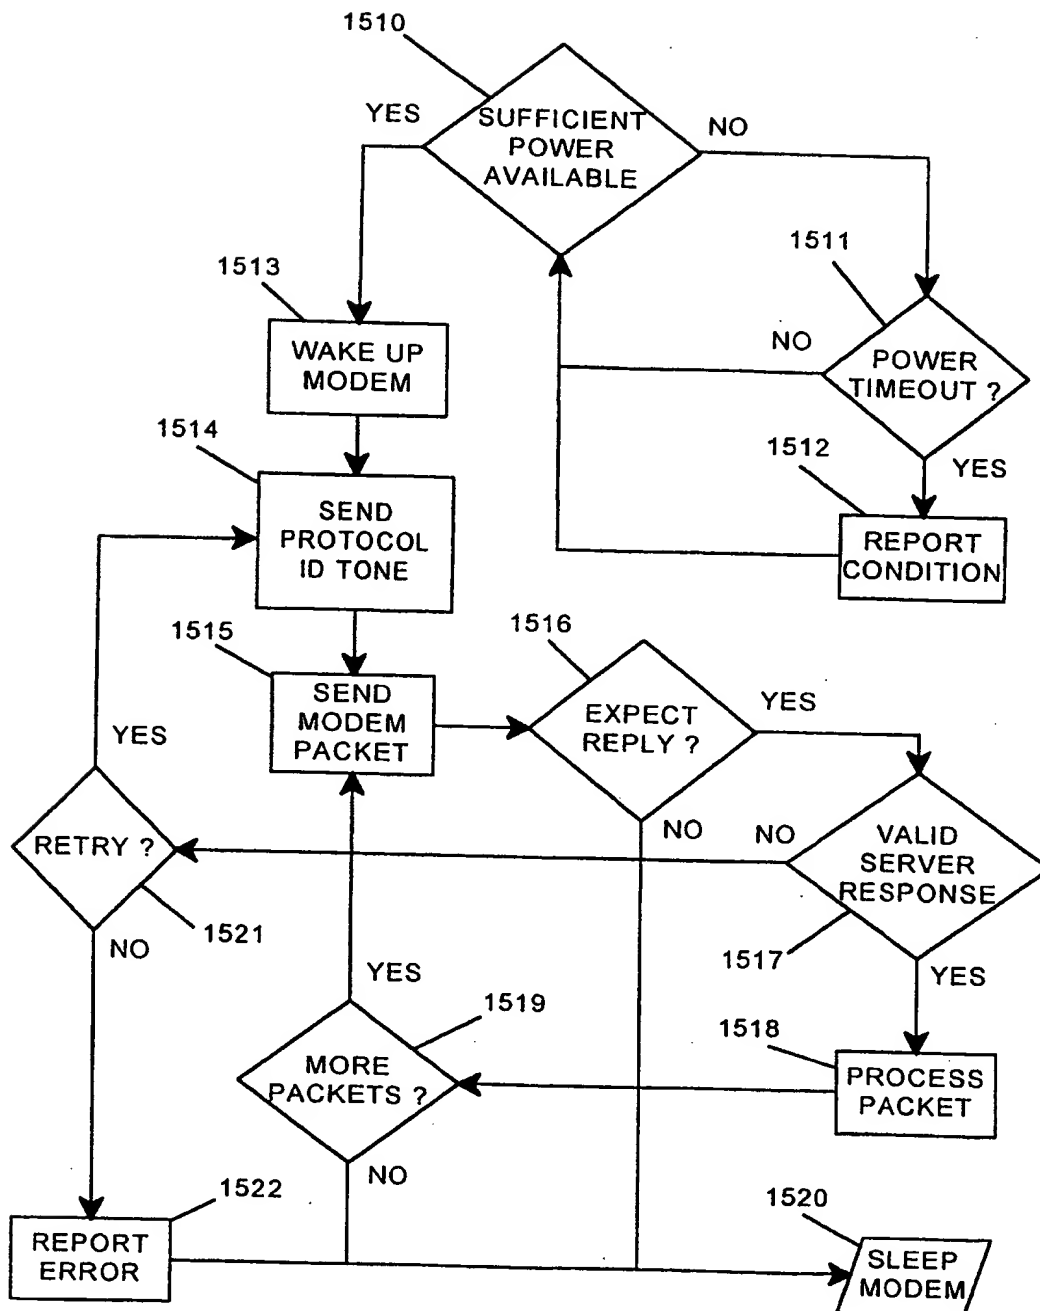 1510
YES
SUFFICIENT
POWER
AVAILABLE
NO
1511
1513
NO
POWER
TIMEOUT ?
WAKE UP
MODEM
1514
1512
YES
SEND
PROTOCOL
ID TONE
REPORT
CONDITION
1515
1516
SEND
MODEM
PACKET
EXPECT
REPLY ?
YES
YES
RETRY ?
NO
NO
VALID
SERVER
RESPONSE
1521
NO
1517
YES
YES
1519
1518
MORE
PACKETS ?
PROCESS
PACKET
NO
1522
1520
REPORT
ERROR
SLEEP
MODEM